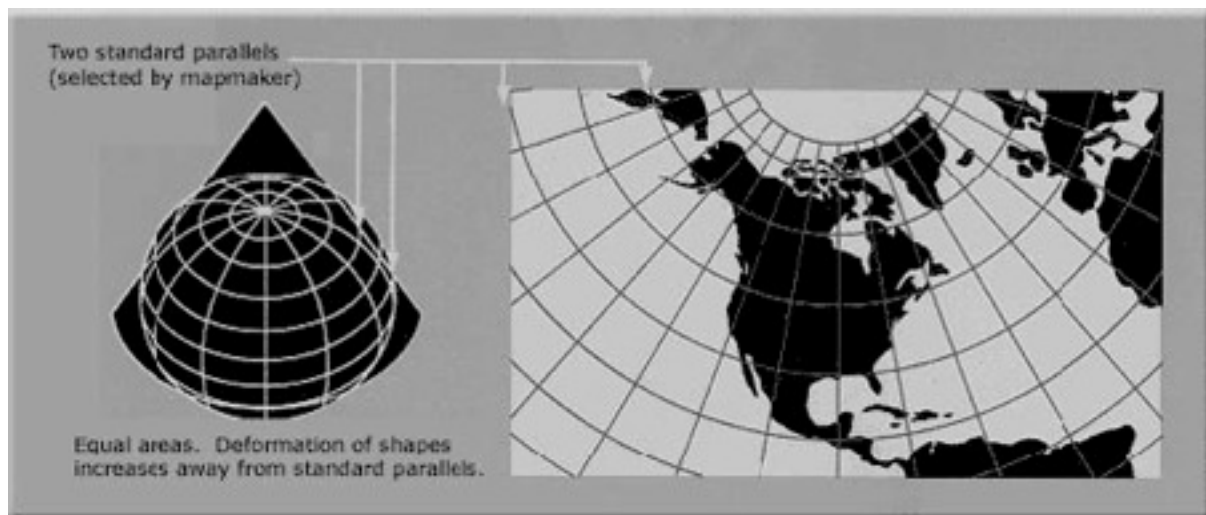 Two standard parallels
(selected by mapmaker)
Equal areas. Deformation of shapes
increases away from standard parallels.